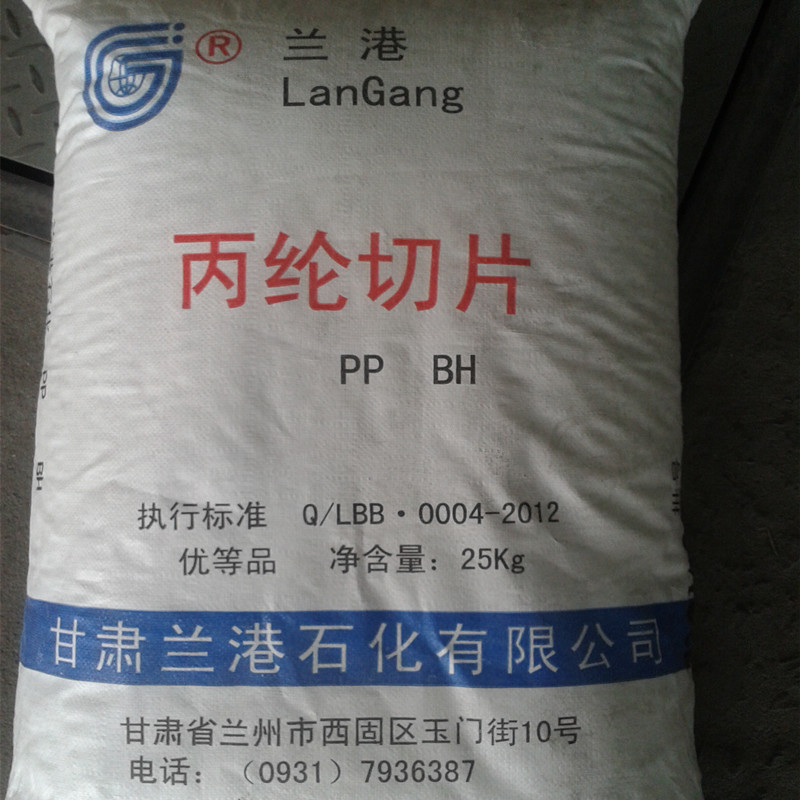 ® 兰港
LanGang
丙纶切片
PP BH
执行标准 Q/LBB·0004-2012
优等品 净含量：25Kg
甘肃兰港石化有限公司
甘肃省兰州市西固区玉门街10号
电话：（0931）7936387
PP BH